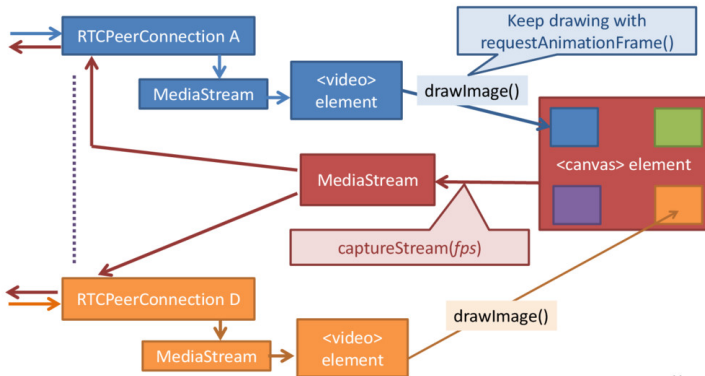 Keep drawing with
requestAnimationFrame()
RTCPeerConnection A
MediaStream
<video>
element
drawImage()
<canvas> element
MediaStream
captureStream(fps)
RTCPeerConnection D
MediaStream
<video>
element
drawImage()